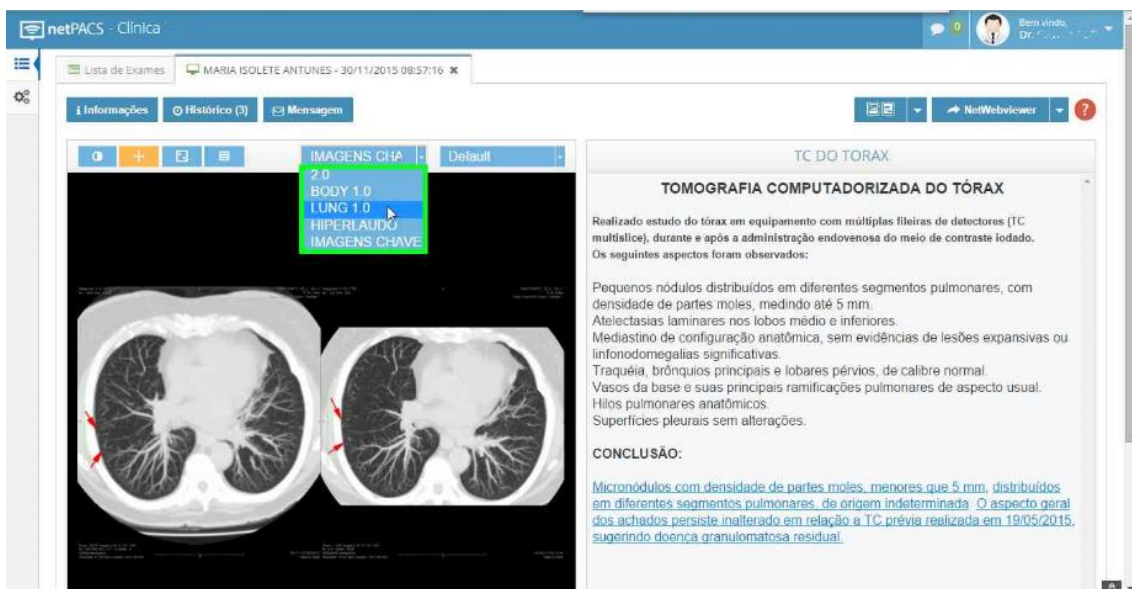 netPACS - Clínica
0
Bem vindo,
Dr.
Lista de Exames
MARIA ISOLETE ANTUNES - 30/11/2015 08:57:16 ×
i Informações
Histórico (3)
Mensagem
NetWebviewer
?
IMAGENS CHA
Default
2.0
BODY 1.0
LUNG 1.0
HIPERLAUDO
IMAGENS CHAVE
TC DO TORAX
TOMOGRAFIA COMPUTADORIZADA DO TÓRAX
Realizado estudo do tórax em equipamento com múltiplas fileiras de detectores (TC
multislice), durante e após a administração endovenosa do meio de contraste iodado.
Os seguintes aspectos foram observados:
Pequenos nódulos distribuídos em diferentes segmentos pulmonares, com
densidade de partes moles, medindo até 5 mm.
Atelectasias laminares nos lobos médio e inferiores.
Mediastino de configuração anatômica, sem evidências de lesões expansivas ou
linfonodomegalias significativas.
Traquéia, brônquios principais e lobares pérvios, de calibre normal.
Vasos da base e suas principais ramificações pulmonares de aspecto usual.
Hilos pulmonares anatômicos.
Superfícies pleurais sem alterações.
CONCLUSÃO:
Micronódulos com densidade de partes moles, menores que 5 mm, distribuídos
em diferentes segmentos pulmonares, de origem indeterminada. O aspecto geral
dos achados persiste inalterado em relação a TC prévia realizada em 19/05/2015,
sugerindo doença granulomatosa residual.